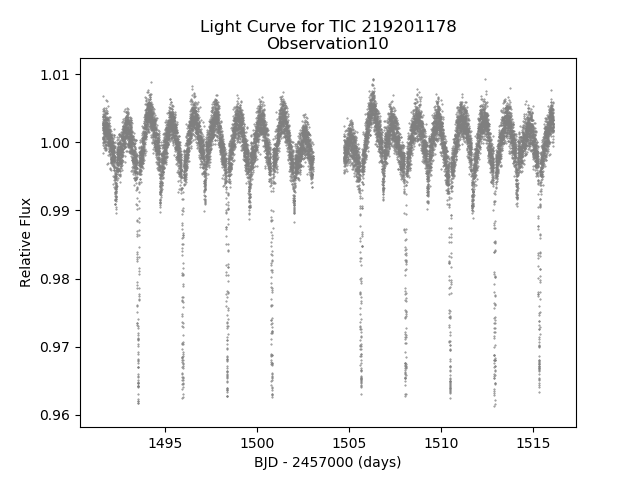 Light Curve for TIC 219201178
Observation10
1.01
1.00
0.99
0.98
0.97
0.96
Relative Flux
1495
1500
1505
1510
1515
BJD - 2457000 (days)